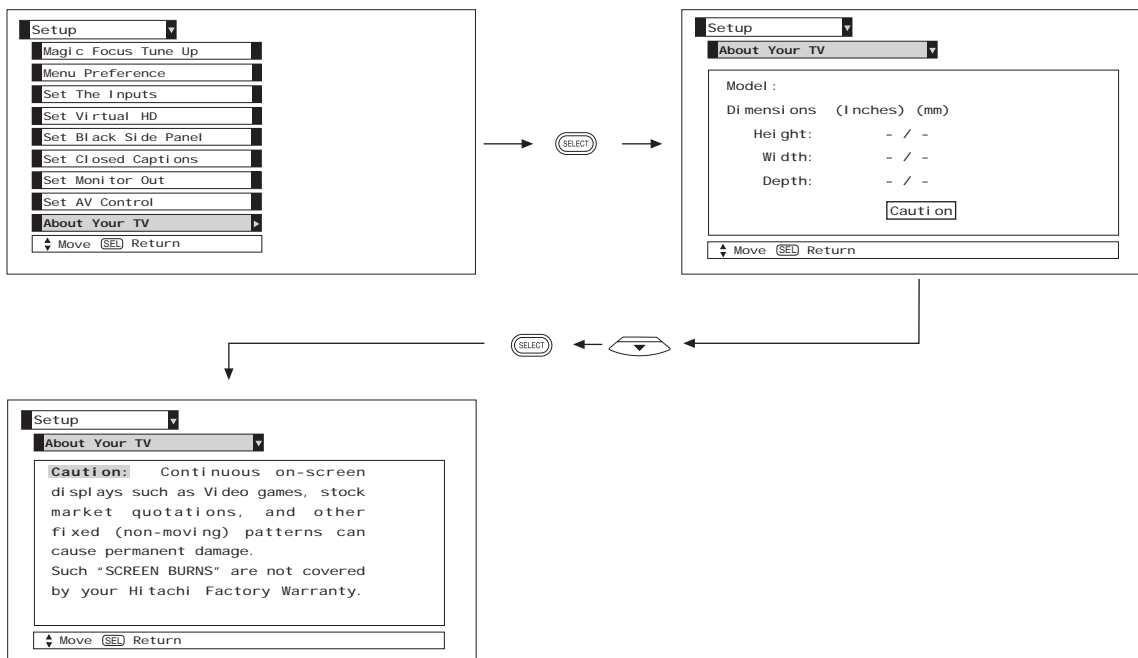 Setup
Magic Focus Tune Up
Menu Preference
Set The Inputs
Set Virtual HD
Set Black Side Panel
Set Closed Captions
Set Monitor Out
Set AV Control
About Your TV
Move SEL Return
SELECT
Setup
About Your TV
Model:
Dimensions (Inches) (mm)
Height: - / -
Width: - / -
Depth: - / -
Caution
Move SEL Return
SELECT
Setup
About Your TV
Caution: Continuous on-screen
displays such as Video games, stock
market quotations, and other
fixed (non-moving) patterns can
cause permanent damage.
Such “SCREEN BURNS” are not covered
by your Hitachi Factory Warranty.
Move SEL Return